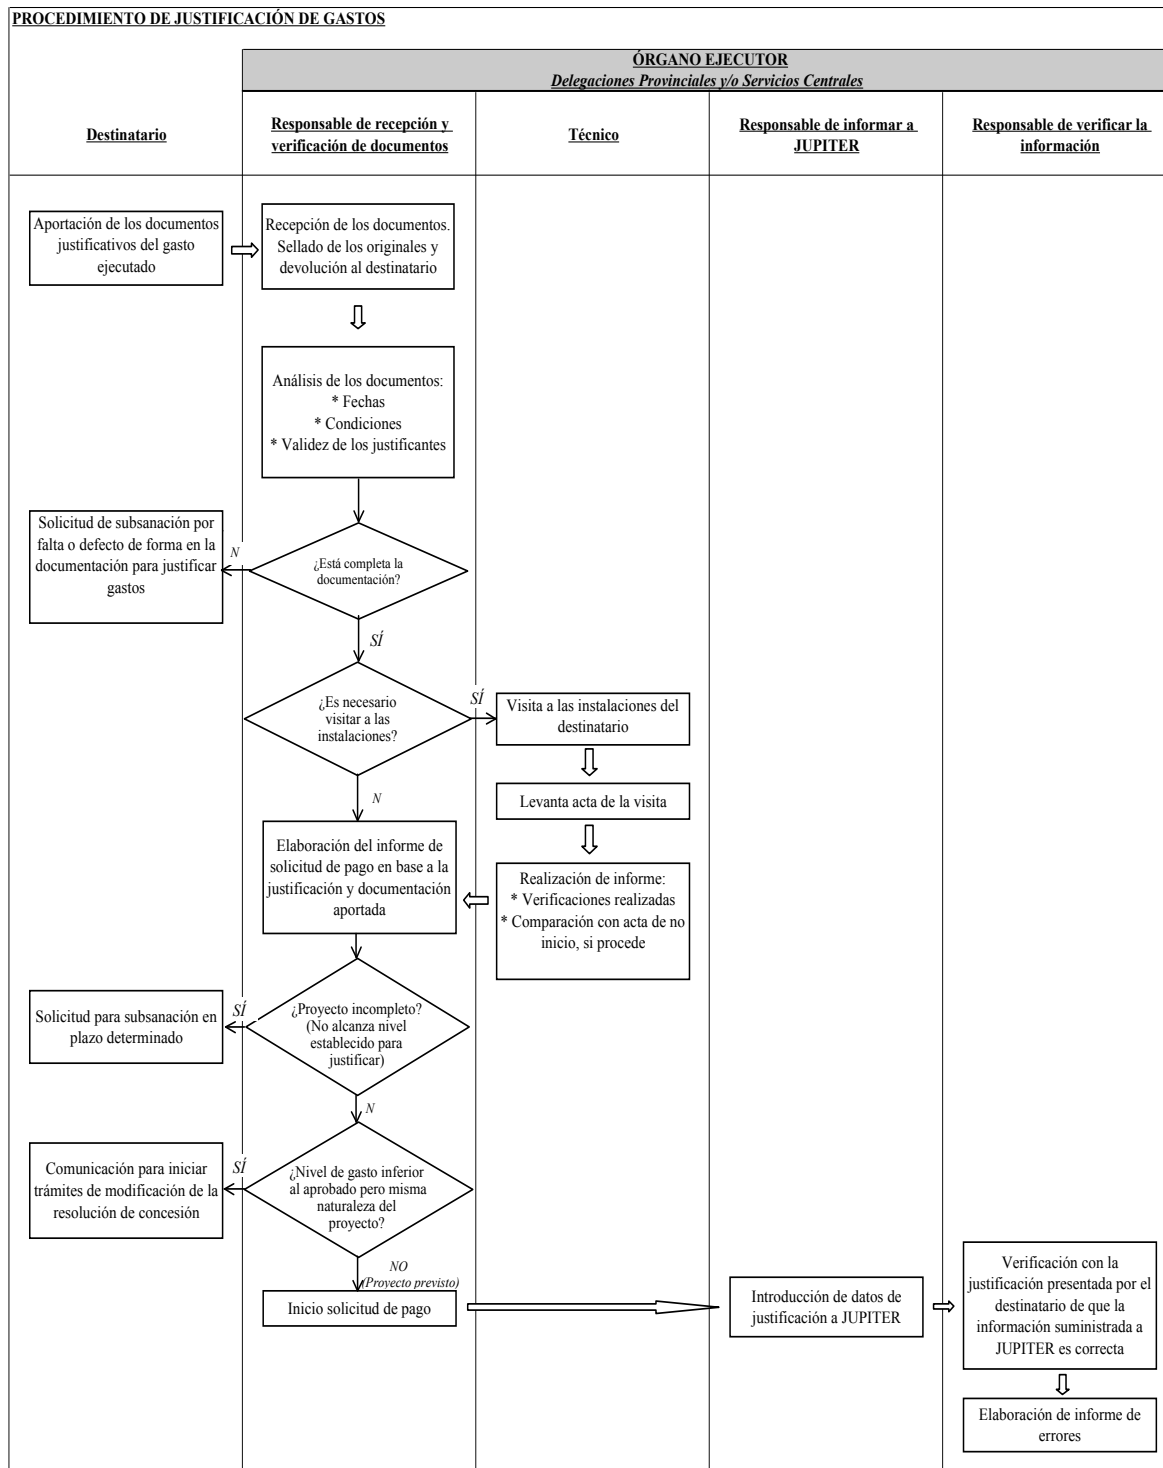 PROCEDIMIENTO DE JUSTIFICACIÓN DE GASTOS
ÓRGANO EJECUTOR
Delegaciones Provinciales y/o Servicios Centrales
Destinatario
Responsable de recepción y
verificación de documentos
Técnico
Responsable de informar a
JUPITER
Responsable de verificar la
información
Aportación de los documentos
justificativos del gasto
ejecutado
Recepción de los documentos.
Sellado de los originales y
devolución al destinatario
Análisis de los documentos:
* Fechas
* Condiciones
* Validez de los justificantes
Solicitud de subsanación por
falta o defecto de forma en la
documentación para justificar
gastos
N
¿Está completa la
documentación?
SÍ
¿Es necesario
visitar a las
instalaciones?
SÍ
Visita a las instalaciones del
destinatario
N
Levanta acta de la visita
Elaboración del informe de
solicitud de pago en base a la
justificación y documentación
aportada
Realización de informe:
* Verificaciones realizadas
* Comparación con acta de no
inicio, si procede
Solicitud para subsanación en
plazo determinado
SÍ
¿Proyecto incompleto?
(No alcanza nivel
establecido para
justificar)
N
Comunicación para iniciar
trámites de modificación de la
resolución de concesión
SÍ
¿Nivel de gasto inferior
al aprobado pero misma
naturaleza del
proyecto?
NO
(Proyecto previsto)
Inicio solicitud de pago
Introducción de datos de
justificación a JUPITER
Verificación con la
justificación presentada por el
destinatario de que la
información suministrada a
JUPITER es correcta
Elaboración de informe de
errores